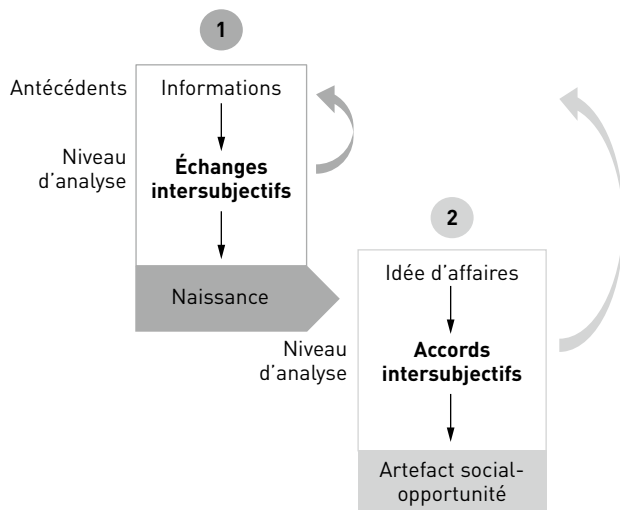 1
Antécédents
Informations
Niveau
d’analyse
Échanges
intersubjectifs
Naissance
2
Idée d’affaires
Niveau
d’analyse
Accords
intersubjectifs
Artefact social-
opportunité